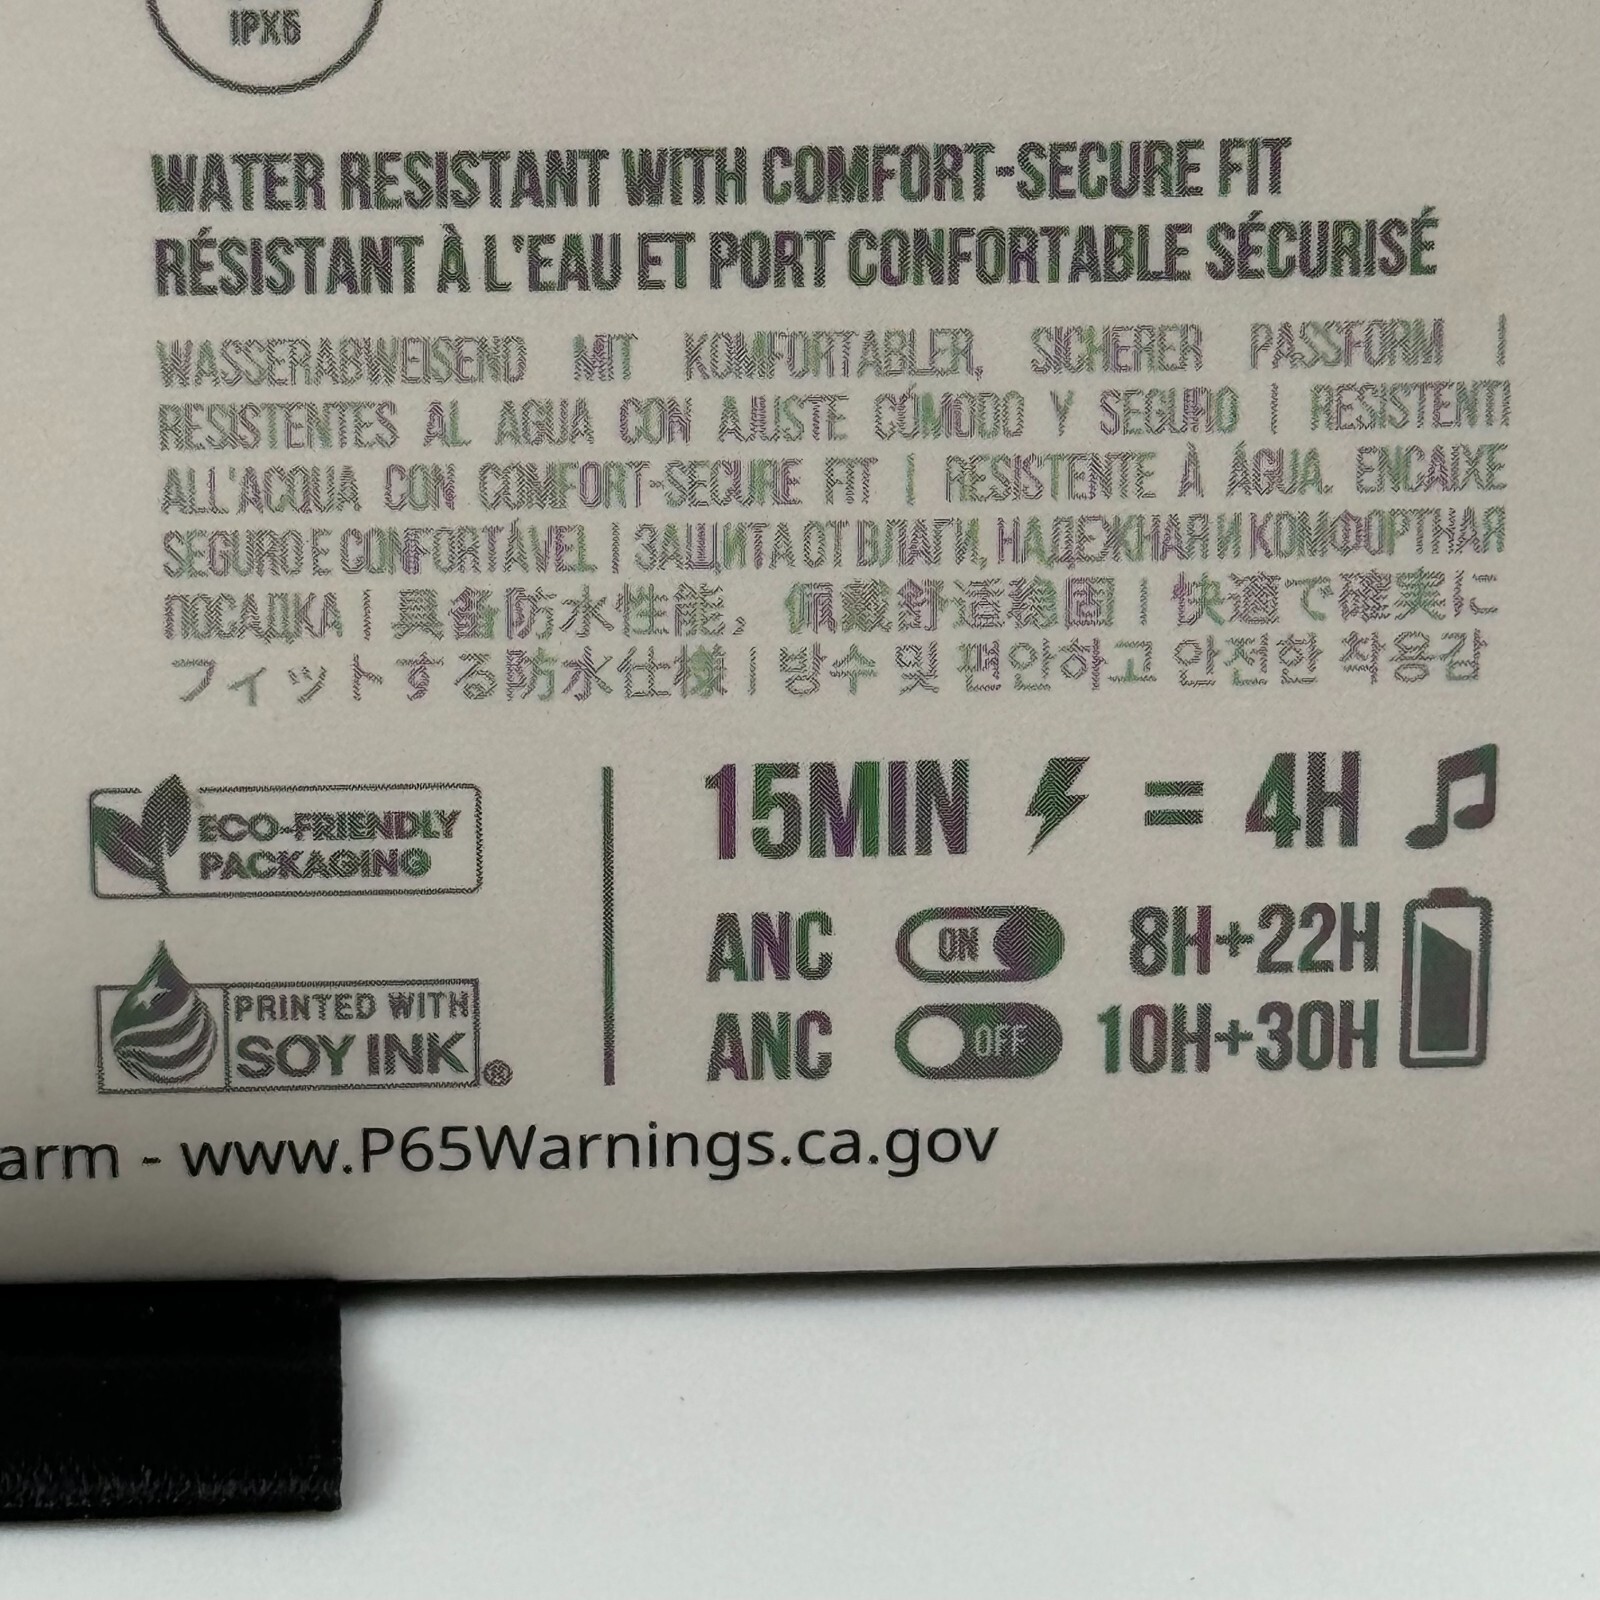 IPX5
WATER RESISTANT WITH COMFORT-SECURE FIT
RÉSISTANT À L'EAU ET PORT CONFORTABLE SÉCURISÉ
WASSERABWEISEND MIT KOMFORTABLER, SICHERER PASSFORM |
RESISTENTES AL AGUA CON AJUSTE CÓMODO Y SEGURO | RESISTENTI
ALL'ACQUA CON COMFORT-SECURE FIT | RESISTENTE À ÁGUA. ENCAIXE
SEGURO E CONFORTÁVEL | ЗАЩИТА ОТ ВЛАГИ, НАДЕЖНАЯ И КОМФОРТНАЯ
ПОСАДКА | 具备防水性能，佩戴舒适稳固 | 快適で確実に
フィットする防水仕様 | 방수 및 편안하고 안전한 착용감
ECO-FRIENDLY
PACKAGING
PRINTED WITH
SOY INK®
15MIN = 4H
ANC ON 8H+22H
ANC OFF 10H+30H
arm - www.P65Warnings.ca.gov